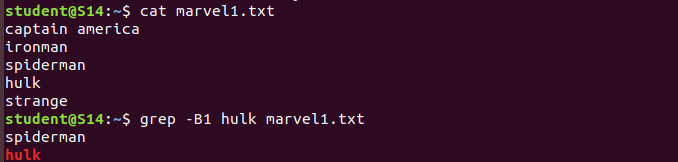 student@S14:~$ cat marvel1.txt
captain america
ironman
spiderman
hulk
strange
student@S14:~$ grep -B1 hulk marvel1.txt
spiderman
hulk